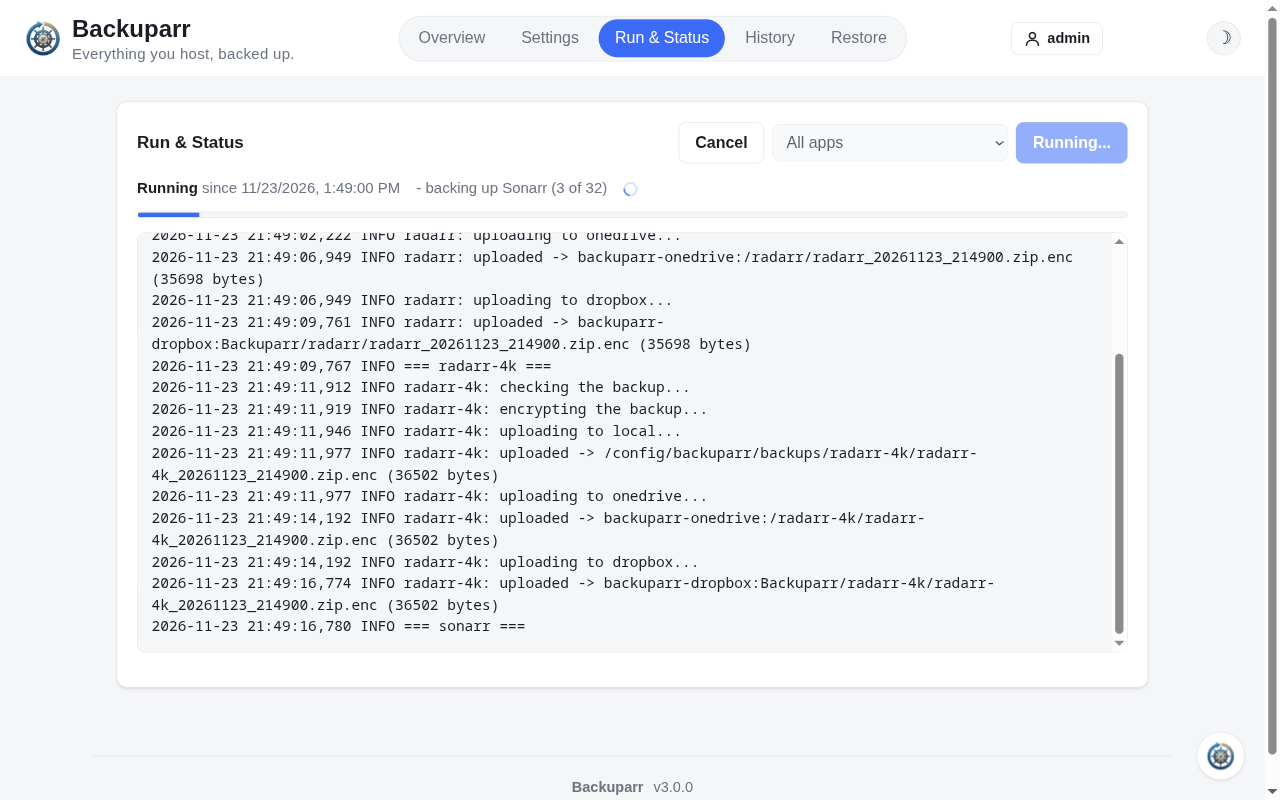 Backuparr
Everything you host, backed up.
Overview
Settings
Run & Status
History
Restore
admin
Run & Status
Cancel
All apps
Running...
Running since 11/23/2026, 1:49:00 PM - backing up Sonarr (3 of 32)
2026-11-23 21:49:02,222 INFO radarr: uploading to onedrive...
2026-11-23 21:49:06,949 INFO radarr: uploaded -> backuparr-onedrive:/radarr/radarr_20261123_214900.zip.enc
(35698 bytes)
2026-11-23 21:49:06,949 INFO radarr: uploading to dropbox...
2026-11-23 21:49:09,761 INFO radarr: uploaded -> backuparr-
dropbox:Backuparr/radarr/radarr_20261123_214900.zip.enc (35698 bytes)
2026-11-23 21:49:09,767 INFO === radarr-4k ===
2026-11-23 21:49:11,912 INFO radarr-4k: checking the backup...
2026-11-23 21:49:11,919 INFO radarr-4k: encrypting the backup...
2026-11-23 21:49:11,946 INFO radarr-4k: uploading to local...
2026-11-23 21:49:11,977 INFO radarr-4k: uploaded -> /config/backuparr/backups/radarr-4k/radarr-
4k_20261123_214900.zip.enc (36502 bytes)
2026-11-23 21:49:11,977 INFO radarr-4k: uploading to onedrive...
2026-11-23 21:49:14,192 INFO radarr-4k: uploaded -> backuparr-onedrive:/radarr-4k/radarr-
4k_20261123_214900.zip.enc (36502 bytes)
2026-11-23 21:49:14,192 INFO radarr-4k: uploading to dropbox...
2026-11-23 21:49:16,774 INFO radarr-4k: uploaded -> backuparr-dropbox:Backuparr/radarr-4k/radarr-
4k_20261123_214900.zip.enc (36502 bytes)
2026-11-23 21:49:16,780 INFO === sonarr ===
Backuparr v3.0.0